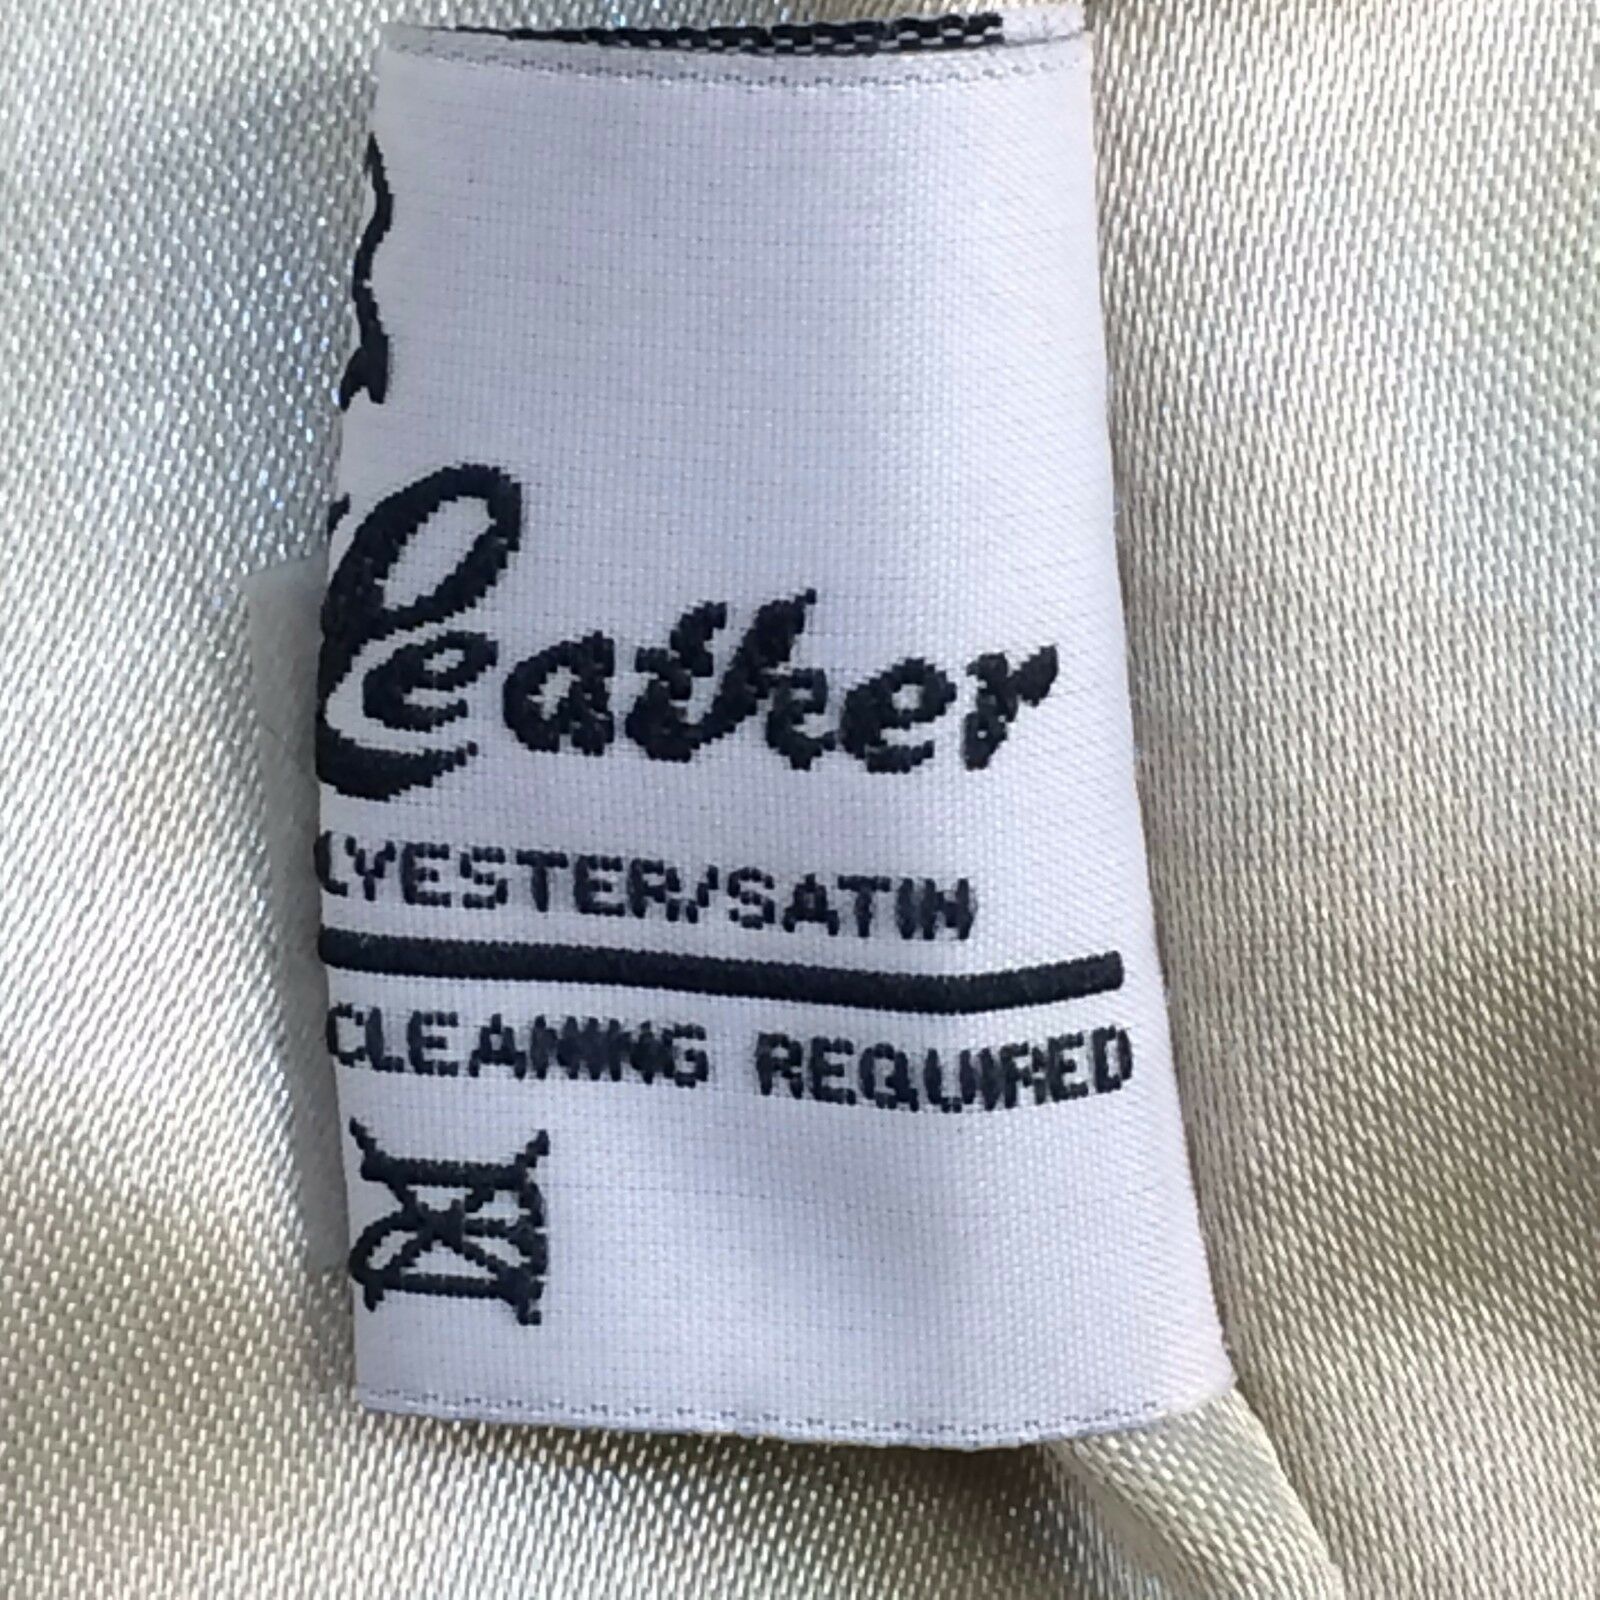 Leather
LYESTER/SATIN
CLEANING REQUIRED